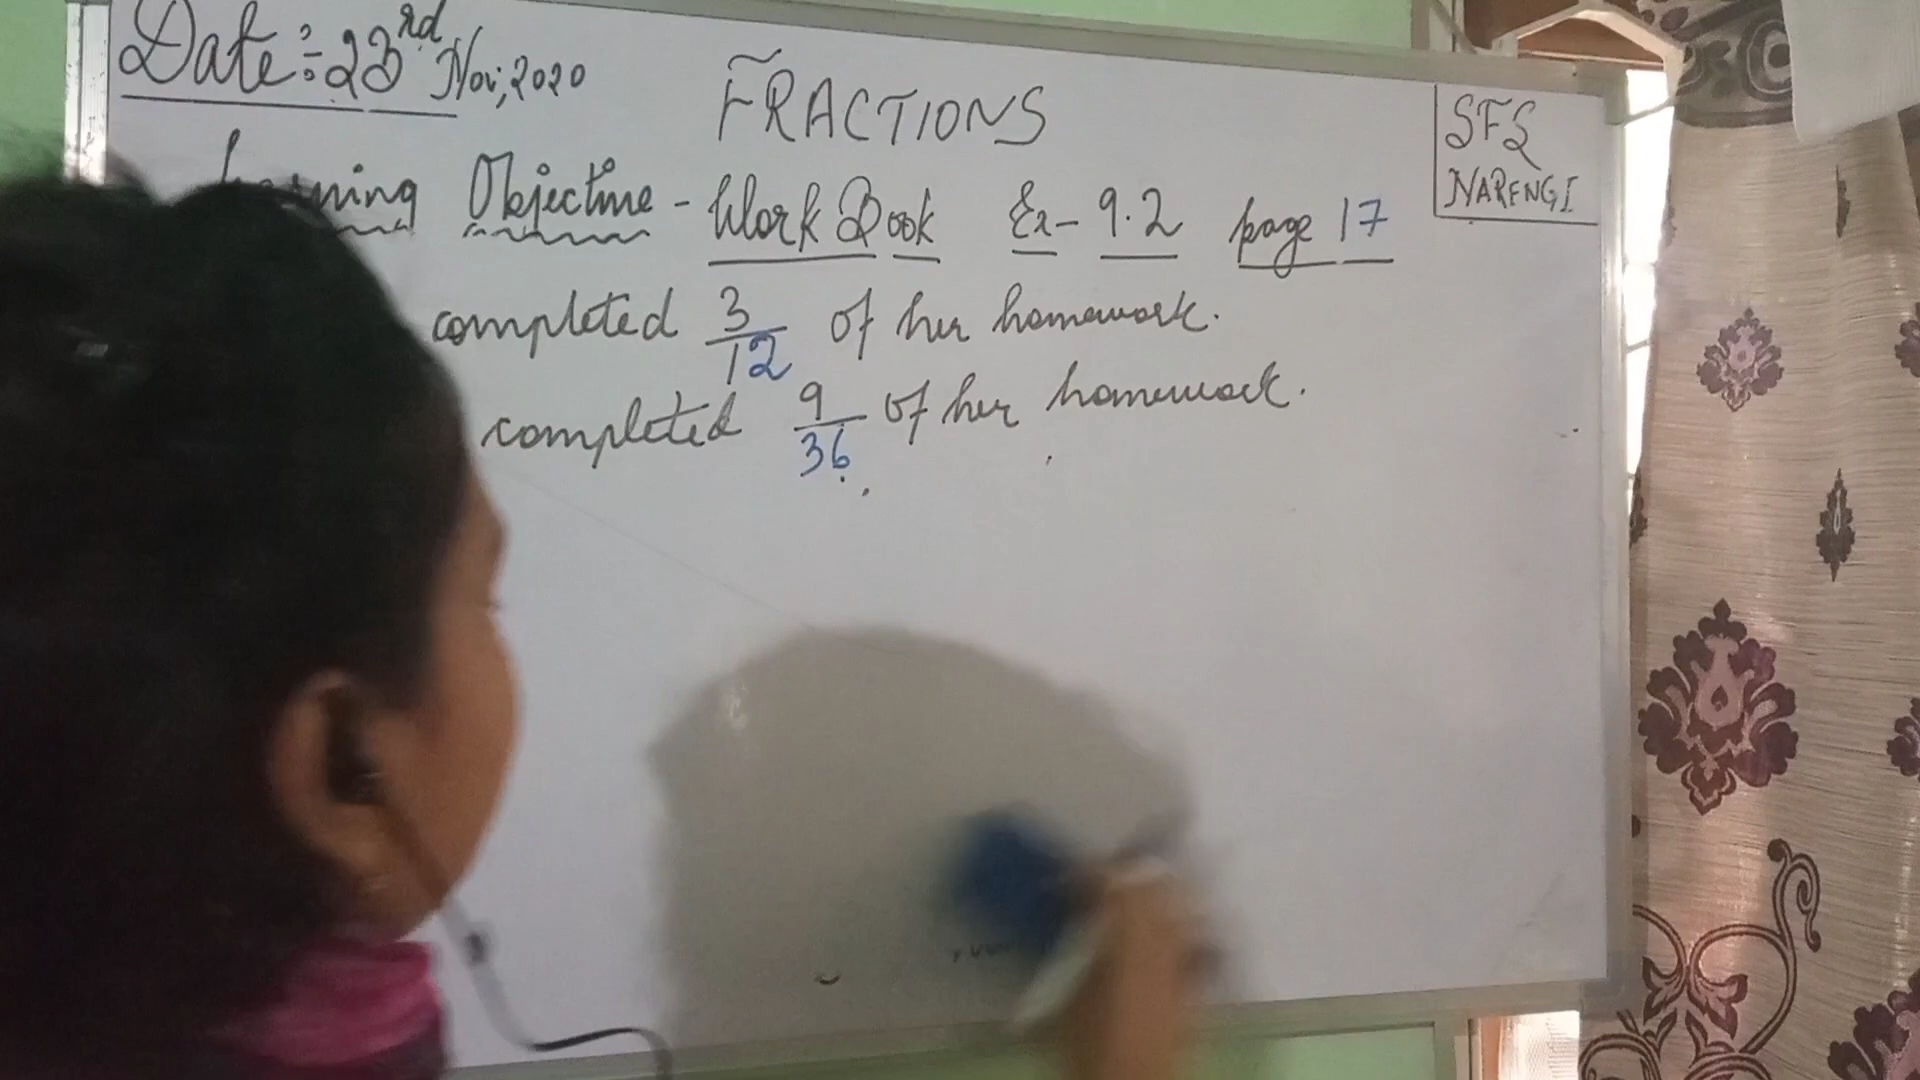 Date :- 23rd Nov, 2020
FRACTIONS
SFS
NARENGI
Learning Objective - Work Book Ex- 9.2 page 17
completed 3/12 of her homework.
completed 9/36 of her homework.